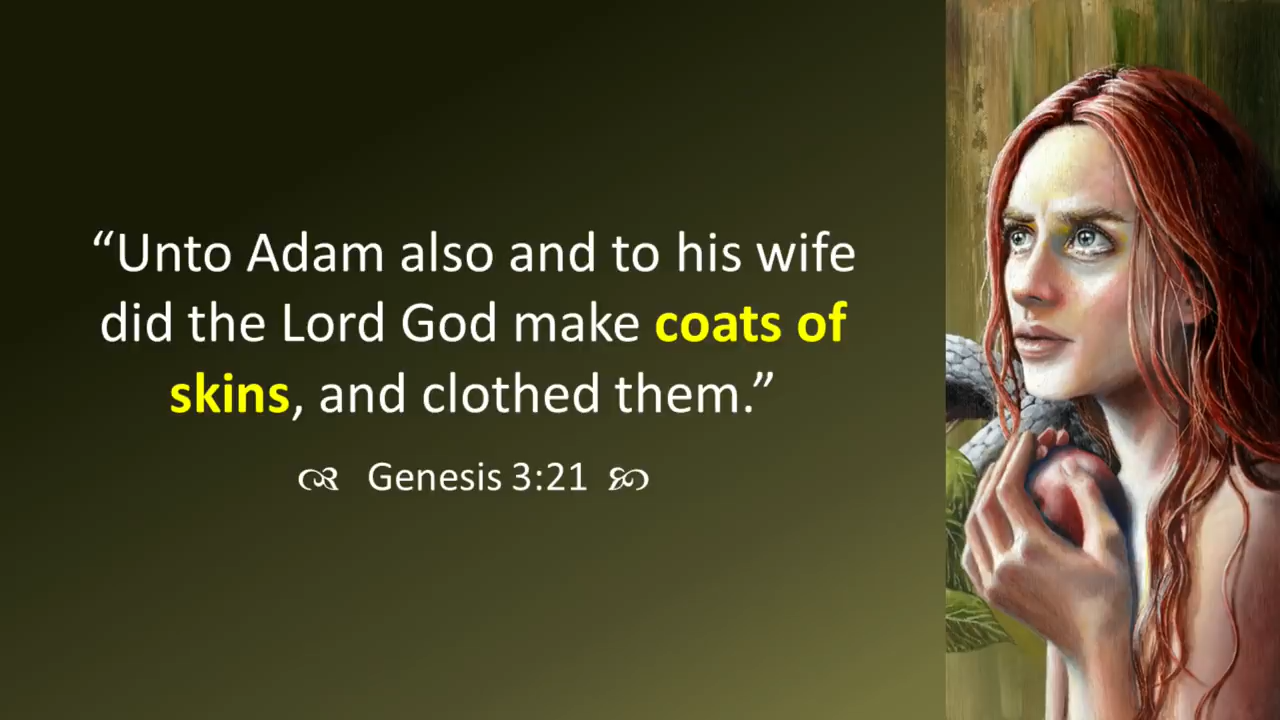 “Unto Adam also and to his wife
did the Lord God make coats of
skins, and clothed them.”
Genesis 3:21